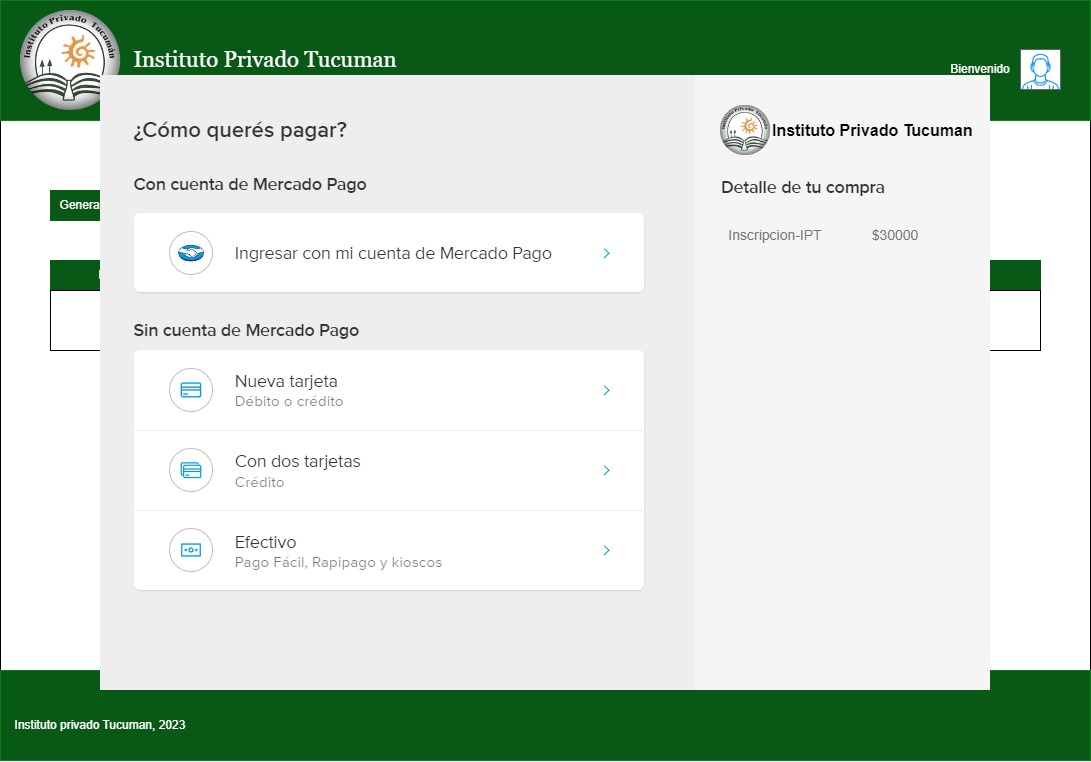 Instituto Privado Tucumán
Instituto Privado Tucuman
Bienvenido
¿Cómo querés pagar?
Con cuenta de Mercado Pago
Ingresar con mi cuenta de Mercado Pago
Sin cuenta de Mercado Pago
Nueva tarjeta
Débito o crédito
Con dos tarjetas
Crédito
Efectivo
Pago Fácil, Rapipago y kioscos
Instituto Privado Tucumán
Instituto Privado Tucuman
Detalle de tu compra
Inscripcion-IPT $30000
Genera
Instituto privado Tucuman, 2023